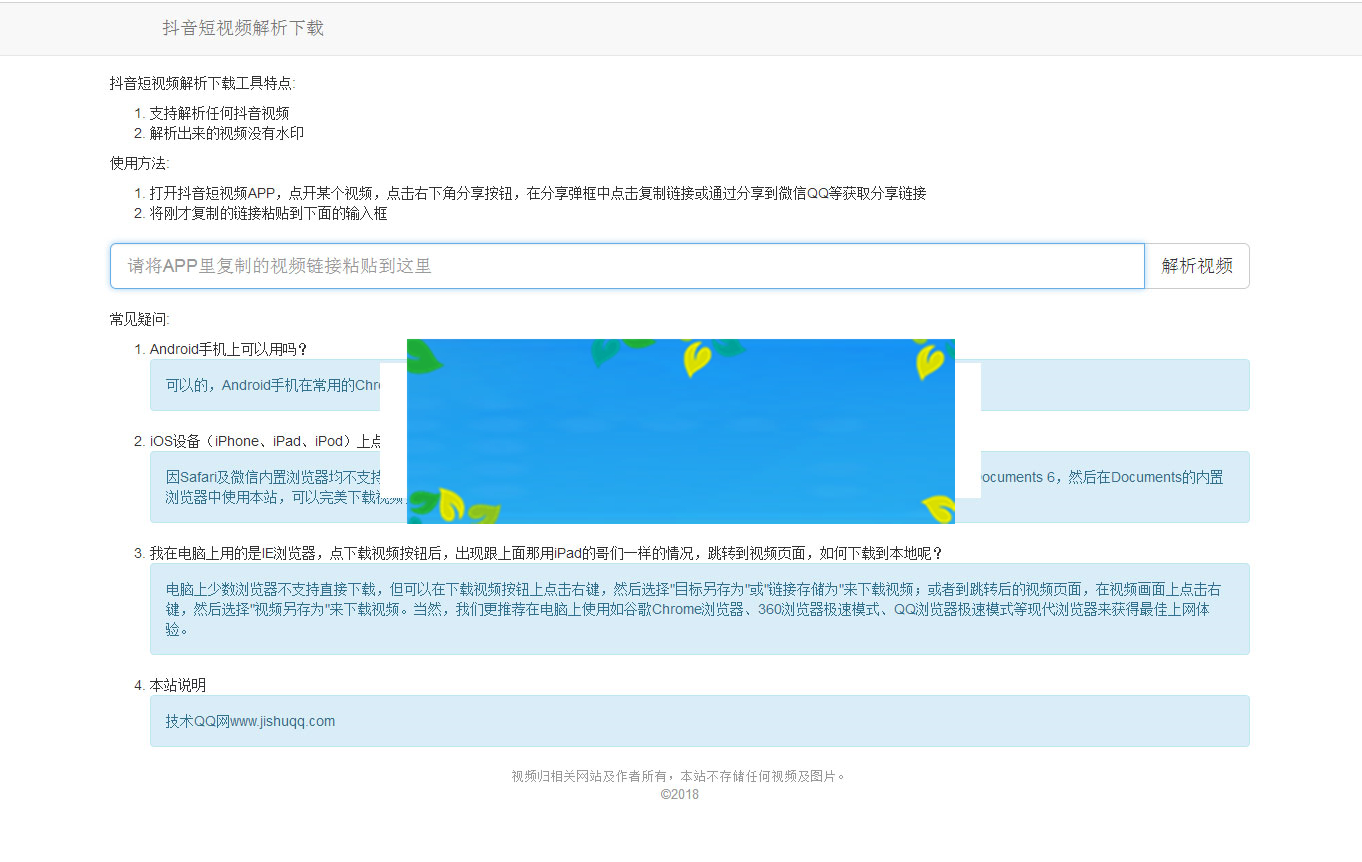 抖音短视频解析下载
抖音短视频解析下载工具特点:
1. 支持解析任何抖音视频
2. 解析出来的视频没有水印
使用方法:
1. 打开抖音短视频APP，点开某个视频，点击右下角分享按钮，在分享弹框中点击复制链接或通过分享到微信QQ等获取分享链接
2. 将刚才复制的链接粘贴到下面的输入框
请将APP里复制的视频链接粘贴到这里
解析视频
常见疑问:
1. Android手机上可以用吗？
可以的，Android手机在常用的Chr
2. iOS设备（iPhone、iPad、iPod）上点
因Safari及微信内置浏览器均不支持 ocuments 6，然后在Documents的内置
浏览器中使用本站，可以完美下载视频
3. 我在电脑上用的是IE浏览器，点下载视频按钮后，出现跟上面那用iPad的哥们一样的情况，跳转到视频页面，如何下载到本地呢？
电脑上少数浏览器不支持直接下载，但可以在下载视频按钮上点击右键，然后选择"目标另存为"或"链接存储为"来下载视频；或者到跳转后的视频页面，在视频画面上点击右
键，然后选择"视频另存为"来下载视频。当然，我们更推荐在电脑上使用如谷歌Chrome浏览器、360浏览器极速模式、QQ浏览器极速模式等现代浏览器来获得最佳上网体
验。
4. 本站说明
技术QQ网www.jishuqq.com
视频归相关网站及作者所有，本站不存储任何视频及图片。
©2018